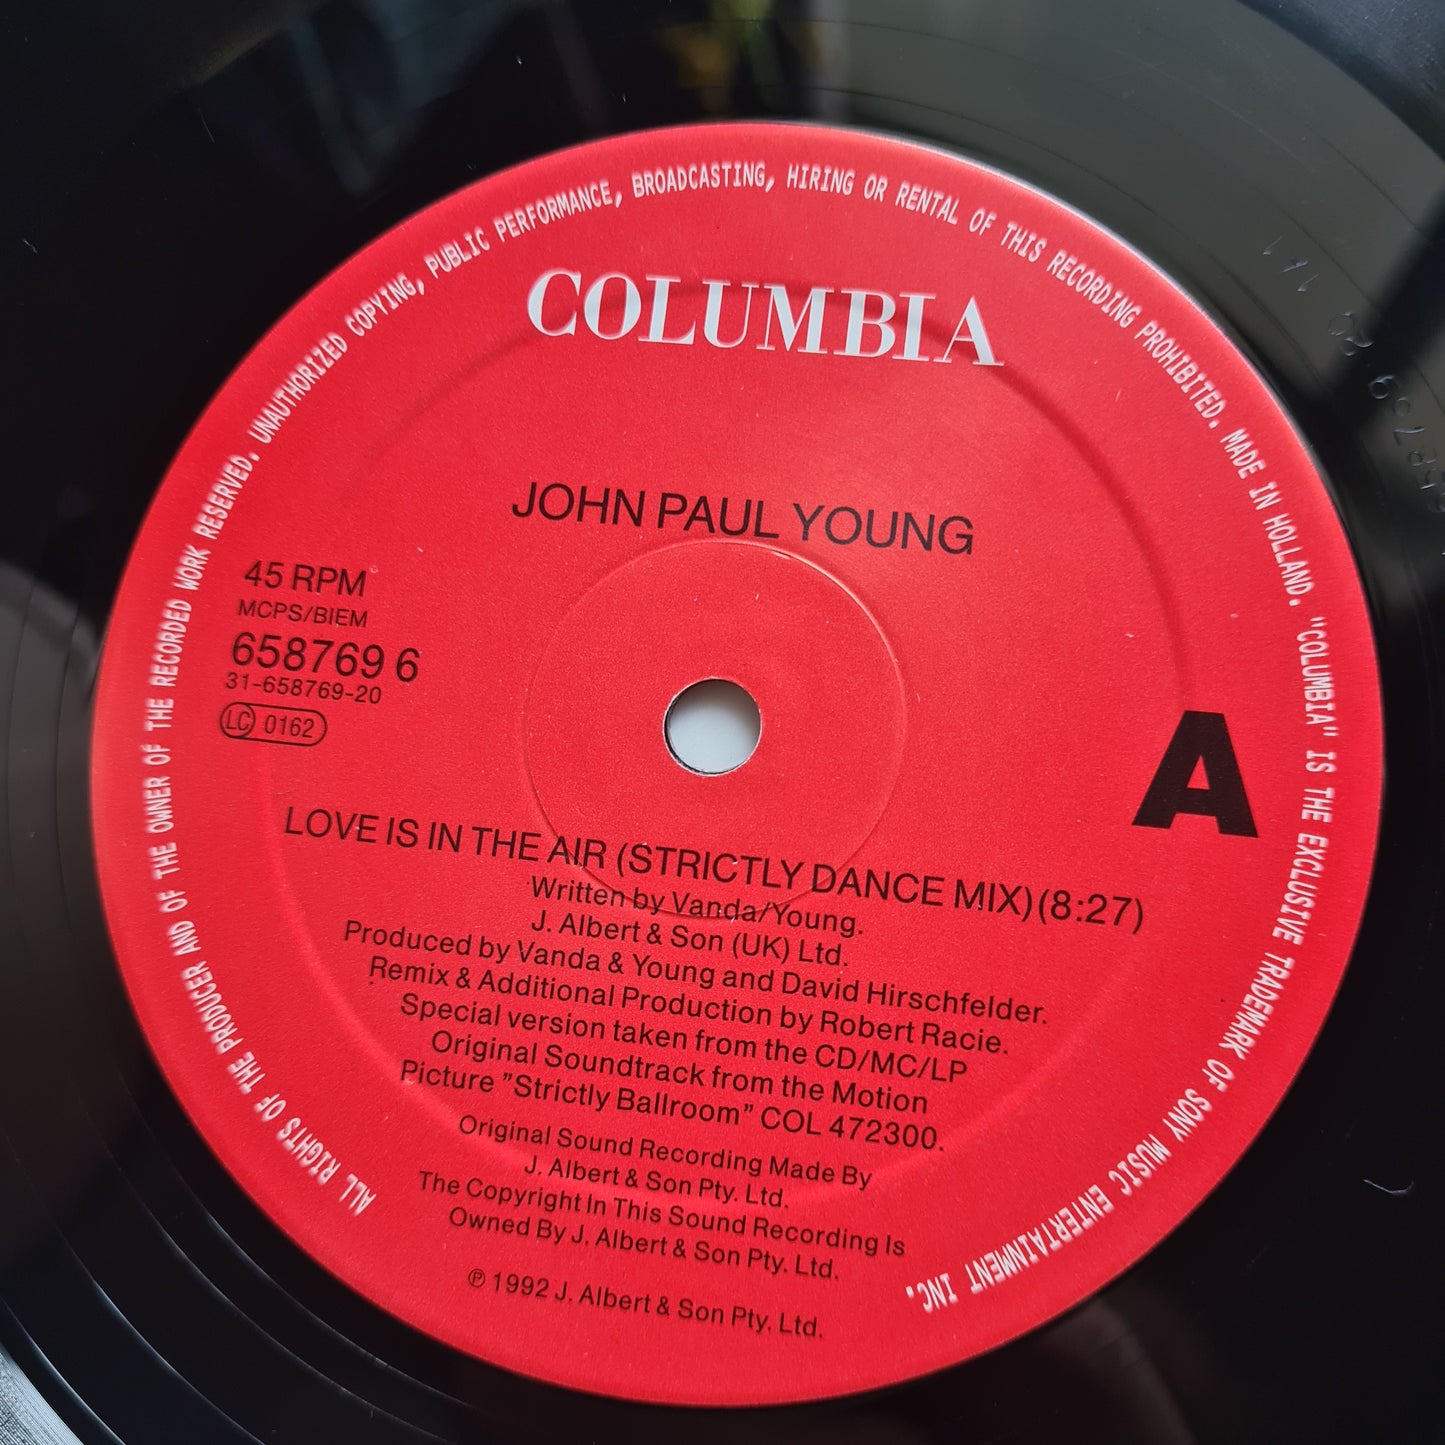 ALL RIGHTS OF THE PRODUCER AND OF THE OWNER OF THE RECORDED WORK RESERVED. UNAUTHORIZED COPYING, PUBLIC PERFORMANCE, BROADCASTING, HIRING OR RENTAL OF THIS RECORDING PROHIBITED. MADE IN HOLLAND. "COLUMBIA" IS THE EXCLUSIVE TRADEMARK OF SONY MUSIC ENTERTAINMENT INC.
COLUMBIA
JOHN PAUL YOUNG
45 RPM
MCPS/BIEM
658769 6
31-658769-20
LC 0162
A
LOVE IS IN THE AIR (STRICTLY DANCE MIX) (8:27)
Written by Vanda/Young.
J. Albert & Son (UK) Ltd.
Produced by Vanda & Young and David Hirschfelder.
Remix & Additional Production by Robert Racie.
Special version taken from the CD/MC/LP
Original Soundtrack from the Motion
Picture ”Strictly Ballroom” COL 472300.
Original Sound Recording Made By
J. Albert & Son Pty. Ltd.
The Copyright In This Sound Recording Is
Owned By J. Albert & Son Pty. Ltd.
℗ 1992 J. Albert & Son Pty. Ltd.